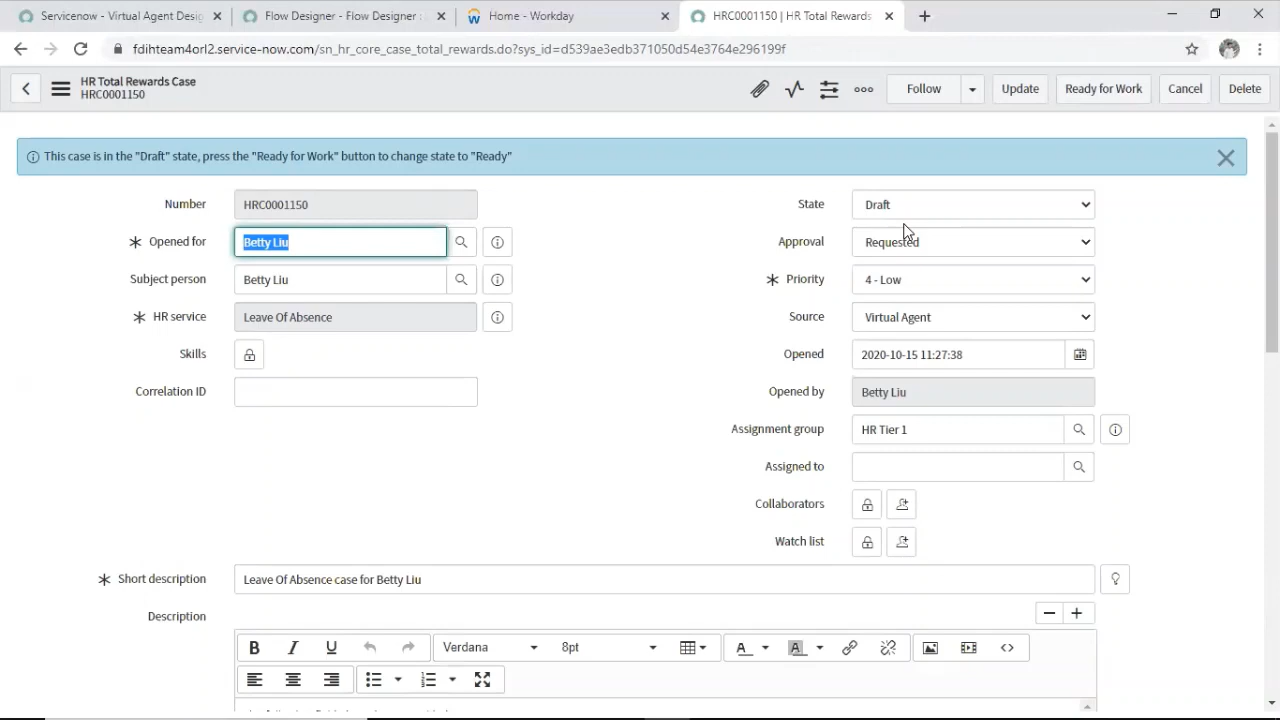 Servicenow - Virtual Agent Desig
Flow Designer - Flow Designer
Home - Workday
HRC0001150 | HR Total Rewards
fdihteam4orl2.service-now.com/sn_hr_core_case_total_rewards.do?sys_id=d539ae3edb371050d54e3764e296199f
HR Total Rewards Case
HRC0001150
Follow
Update
Ready for Work
Cancel
Delete
This case is in the "Draft" state, press the "Ready for Work" button to change state to "Ready"
Number
HRC0001150
State
Draft
Opened for
Betty Liu
Approval
Requested
Subject person
Betty Liu
Priority
4 - Low
HR service
Leave Of Absence
Source
Virtual Agent
Skills
Opened
2020-10-15 11:27:38
Correlation ID
Opened by
Betty Liu
Assignment group
HR Tier 1
Assigned to
Collaborators
Watch list
Short description
Leave Of Absence case for Betty Liu
Description
B I U Verdana 8pt A A